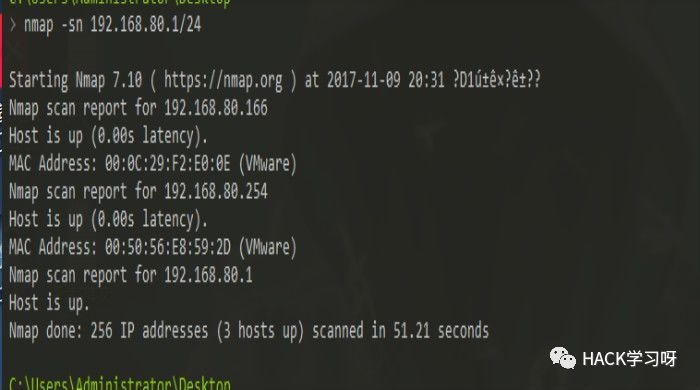 C:\Users\Administrator\Desktop
> nmap -sn 192.168.80.1/24
Starting Nmap 7.10 ( https://nmap.org ) at 2017-11-09 20:31 ?D1ú±ê×?ê±??
Nmap scan report for 192.168.80.166
Host is up (0.00s latency).
MAC Address: 00:0C:29:F2:E0:0E (VMware)
Nmap scan report for 192.168.80.254
Host is up (0.00s latency).
MAC Address: 00:50:56:E8:59:2D (VMware)
Nmap scan report for 192.168.80.1
Host is up.
Nmap done: 256 IP addresses (3 hosts up) scanned in 51.21 seconds
C:\Users\Administrator\Desktop
HACK学习呀